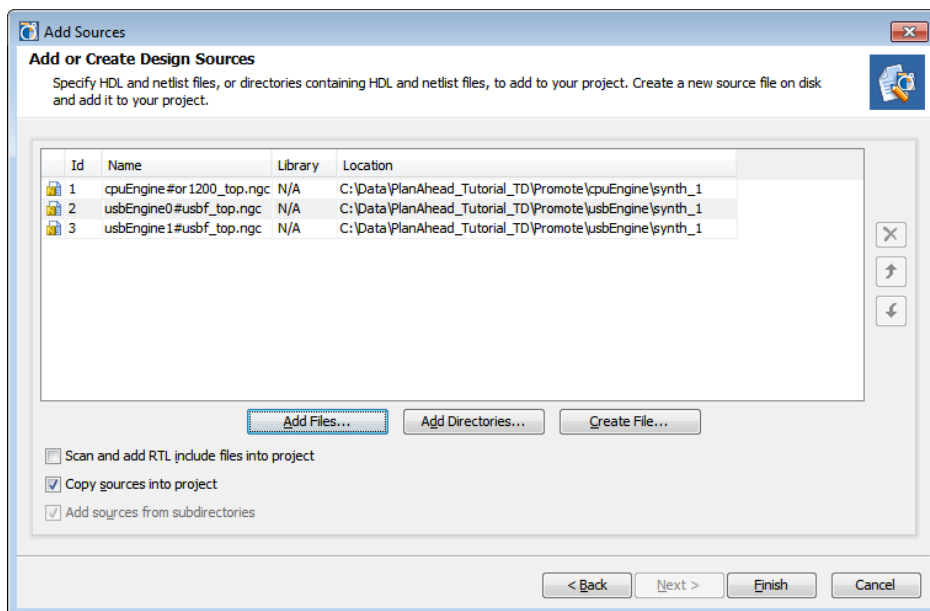 Add Sources
Add or Create Design Sources
Specify HDL and netlist files, or directories containing HDL and netlist files, to add to your project. Create a new source file on disk
and add it to your project.
Id Name Library Location
1 cpuEngine#or1200_top.ngc N/A C:\Data\PlanAhead_Tutorial_TD\Promote\cpuEngine\synth_1
2 usbEngine0#usbf_top.ngc N/A C:\Data\PlanAhead_Tutorial_TD\Promote\usbEngine\synth_1
3 usbEngine1#usbf_top.ngc N/A C:\Data\PlanAhead_Tutorial_TD\Promote\usbEngine\synth_1
Add Files... Add Directories... Create File...
Scan and add RTL include files into project
Copy sources into project
Add sources from subdirectories
< Back Next > Finish Cancel